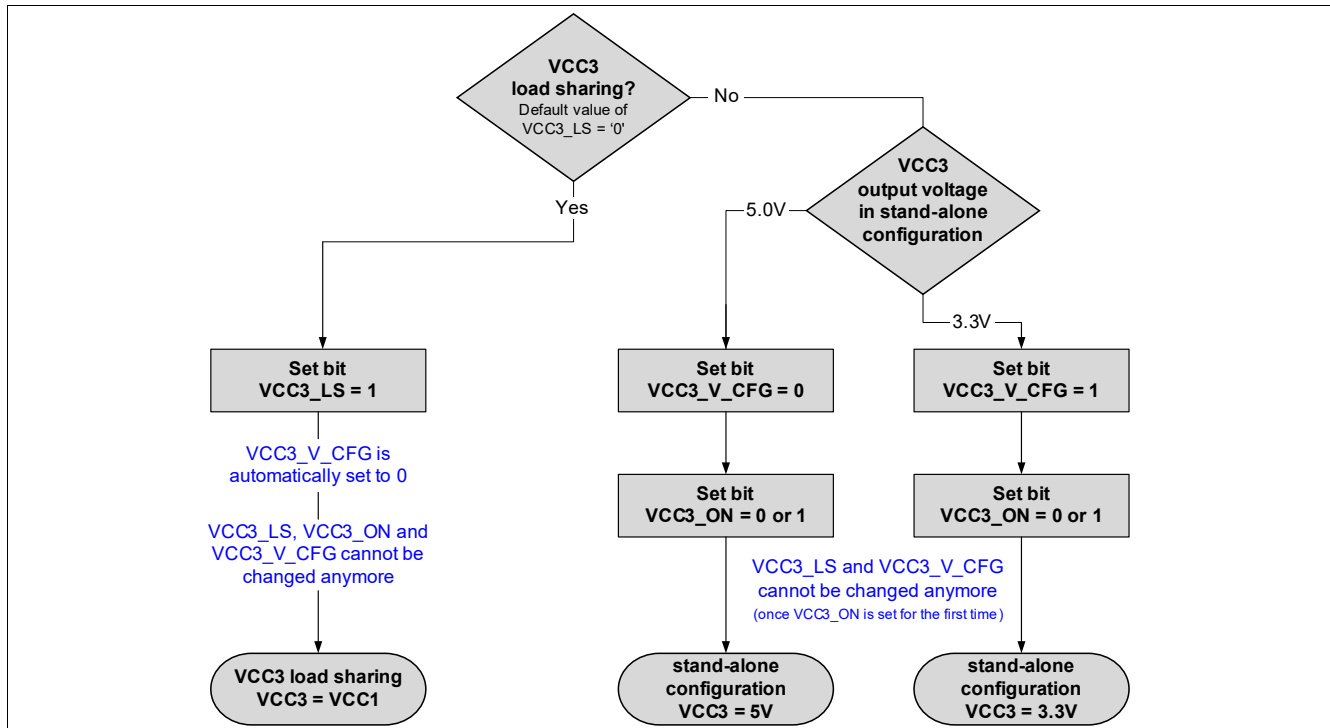 VCC3
load sharing?
Default value of
VCC3_LS = ‘0'
No
Yes
VCC3
output voltage
in stand-alone
configuration
5.0V
3.3V
Set bit
VCC3_LS = 1
Set bit
VCC3_V_CFG = 0
Set bit
VCC3_V_CFG = 1
VCC3_V_CFG is
automatically set to 0
Set bit
VCC3_ON = 0 or 1
Set bit
VCC3_ON = 0 or 1
VCC3_LS, VCC3_ON and
VCC3_V_CFG cannot be
changed anymore
VCC3_LS and VCC3_V_CFG
cannot be changed anymore
(once VCC3_ON is set for the first time)
VCC3 load sharing
VCC3 = VCC1
stand-alone
configuration
VCC3 = 5V
stand-alone
configuration
VCC3 = 3.3V